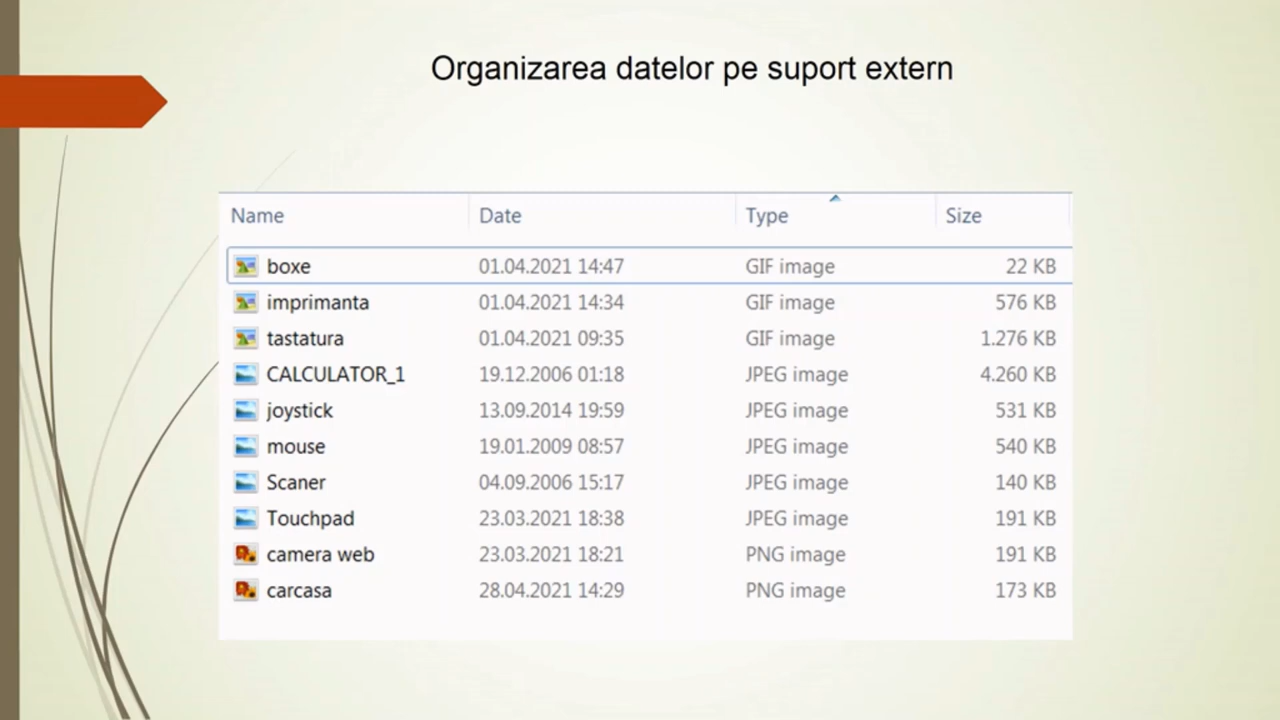 Organizarea datelor pe suport extern
Name Date Type Size
boxe 01.04.2021 14:47 GIF image 22 KB
imprimanta 01.04.2021 14:34 GIF image 576 KB
tastatura 01.04.2021 09:35 GIF image 1.276 KB
CALCULATOR_1 19.12.2006 01:18 JPEG image 4.260 KB
joystick 13.09.2014 19:59 JPEG image 531 KB
mouse 19.01.2009 08:57 JPEG image 540 KB
Scaner 04.09.2006 15:17 JPEG image 140 KB
Touchpad 23.03.2021 18:38 JPEG image 191 KB
camera web 23.03.2021 18:21 PNG image 191 KB
carcasa 28.04.2021 14:29 PNG image 173 KB